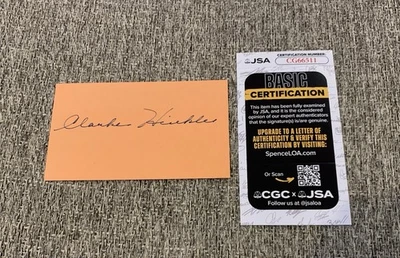 Clarke Hinkle
JSA
CERTIFICATION NUMBER
CG66511
BASIC
CERTIFICATION
This item has been fully examined
by JSA, and it is the considered
opinion of our expert authenticators
that the signature(s) is/are genuine.
UPGRADE TO A LETTER OF
AUTHENTICITY & VERIFY THIS
CERTIFICATION BY VISITING:
SpenceLOA.com
Or Scan
CGC x JSA
Follow us at @jsaloa